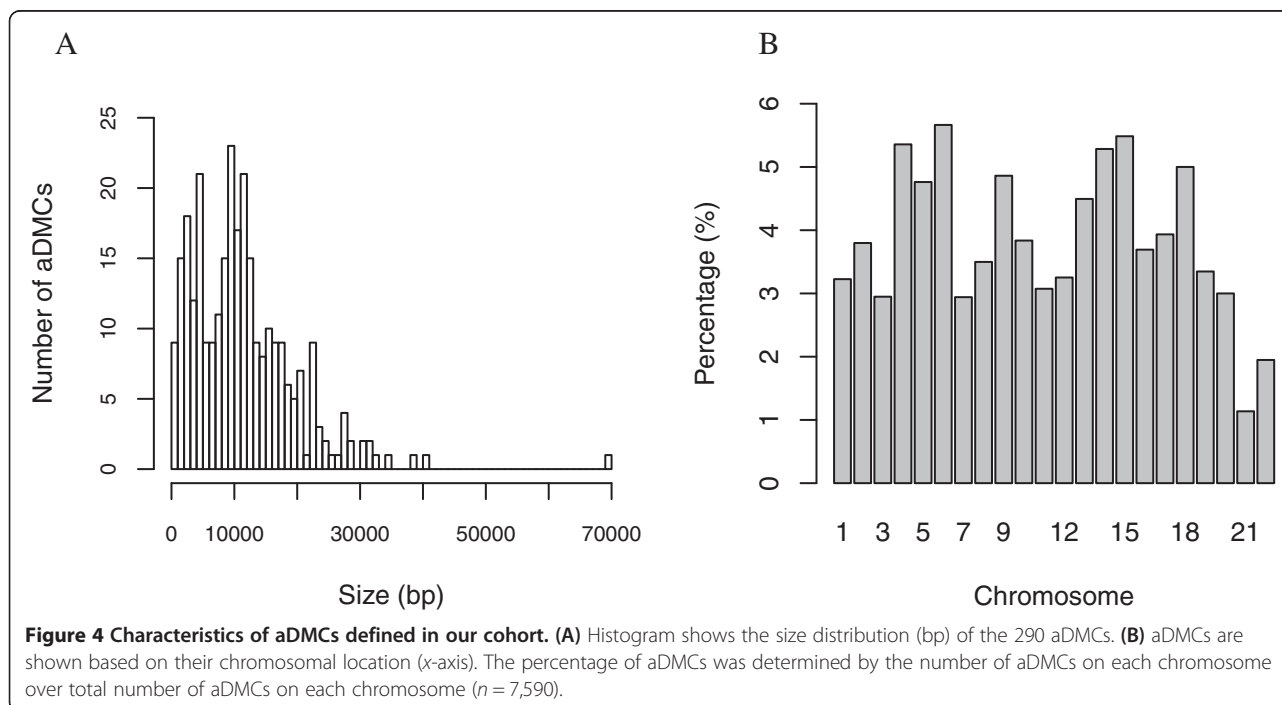 A
25
20
15
10
5
0
Number of aDMCs
0 10000 30000 50000 70000
Size (bp)
B
6
5
4
3
2
1
0
Percentage (%)
1 3 5 7 9 12 15 18 21
Chromosome
Figure 4 Characteristics of aDMCs defined in our cohort. (A) Histogram shows the size distribution (bp) of the 290 aDMCs. (B) aDMCs are
shown based on their chromosomal location (x-axis). The percentage of aDMCs was determined by the number of aDMCs on each chromosome
over total number of aDMCs on each chromosome (n = 7,590).